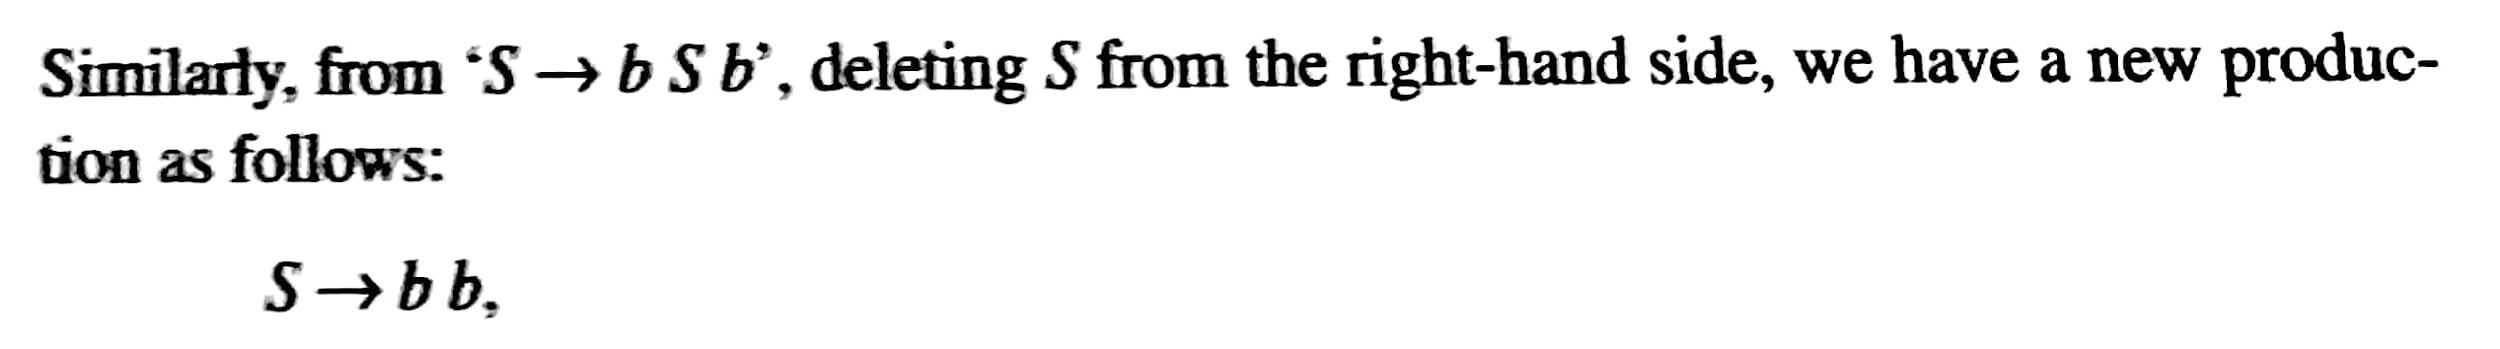 Similarly, from ‘S → b S b’, deleting S from the right-hand side, we have a new produc-
tion as follows:
S → b b,